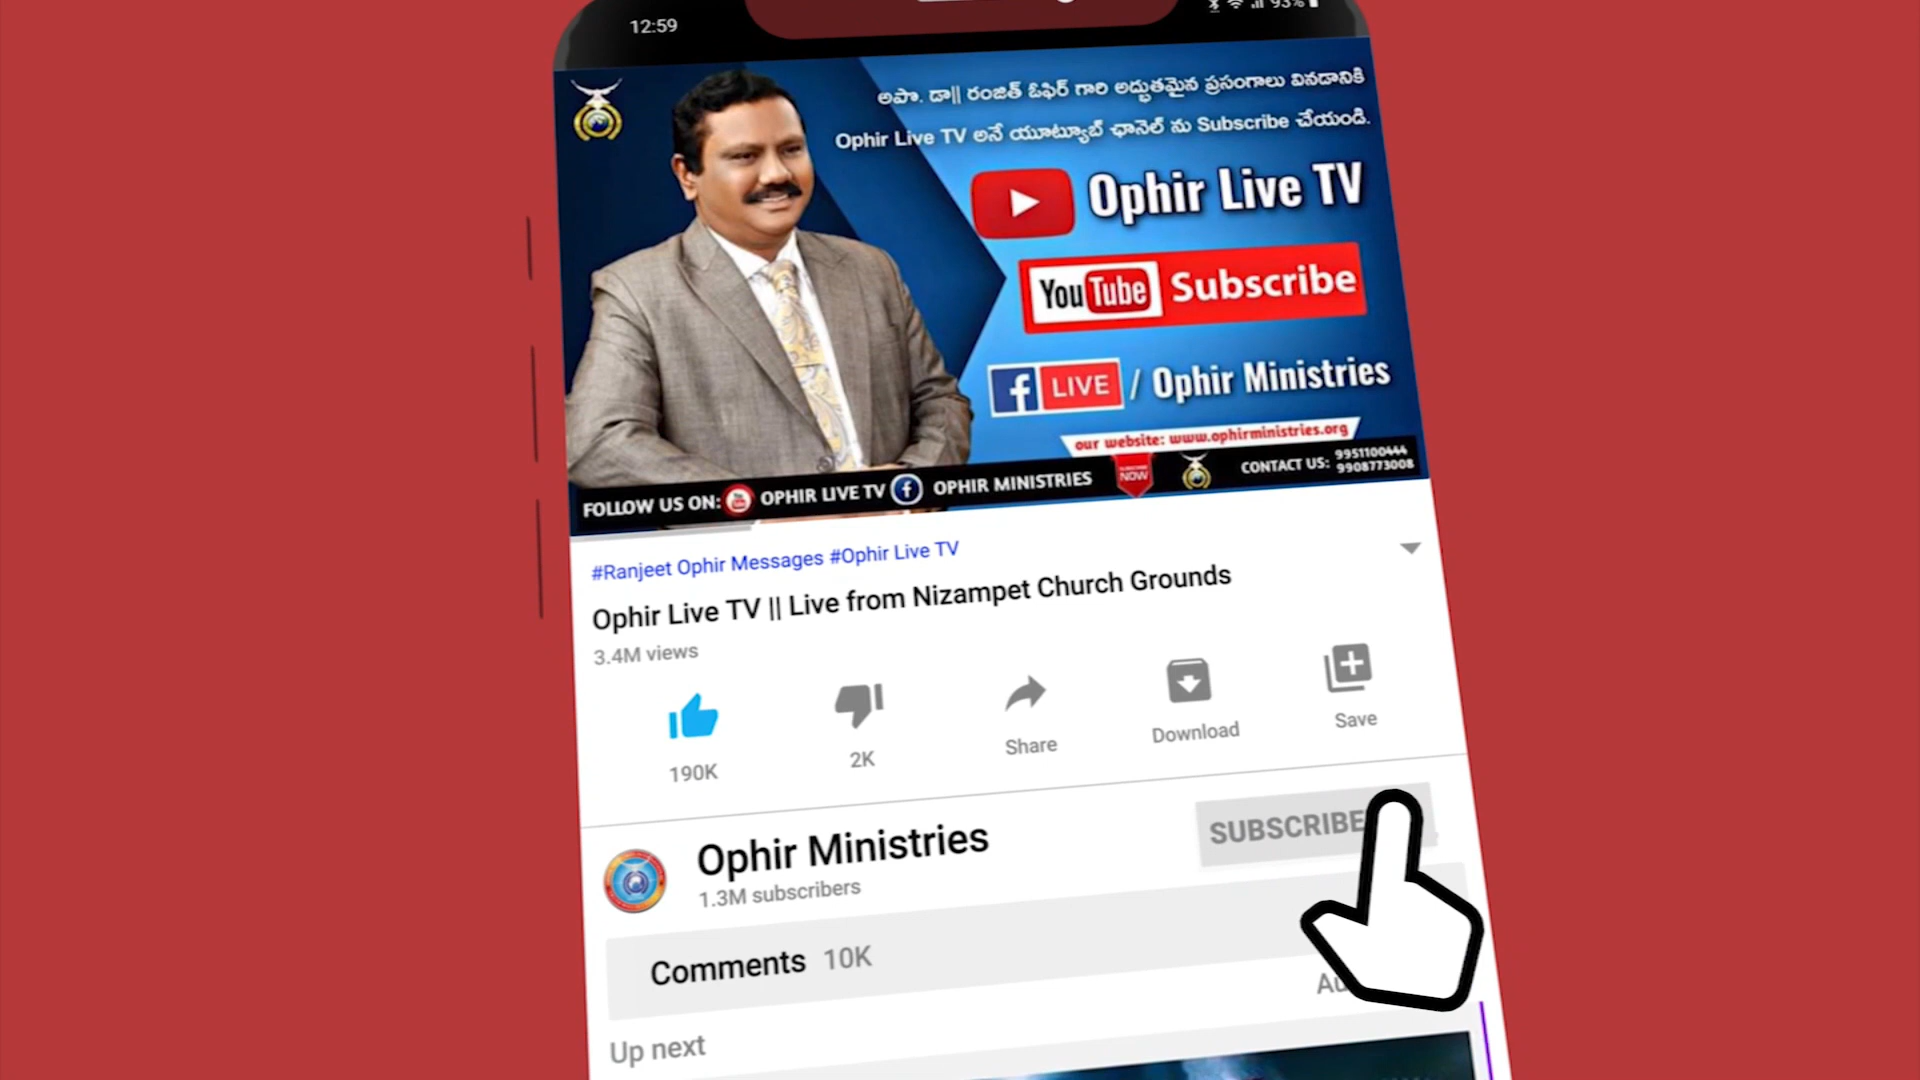 12:59
93%
అపొ. డా|| రంజిత్ ఓఫిర్ గారి అద్భుతమైన ప్రసంగాలు వినడానికి
Ophir Live TV అనే యూట్యూబ్ ఛానెల్ ను Subscribe చేయండి.
Ophir Live TV
YouTube Subscribe
f LIVE / Ophir Ministries
our website: www.ophirministries.org
FOLLOW US ON: OPHIR LIVE TV f OPHIR MINISTRIES SUBSCRIBE NOW CONTACT US: 9951100444
9908773008
#Ranjeet Ophir Messages #Ophir Live TV
Ophir Live TV || Live from Nizampet Church Grounds
3.4M views
190K 2K Share Download Save
Ophir Ministries SUBSCRIBE
1.3M subscribers
Comments 10K
Up next